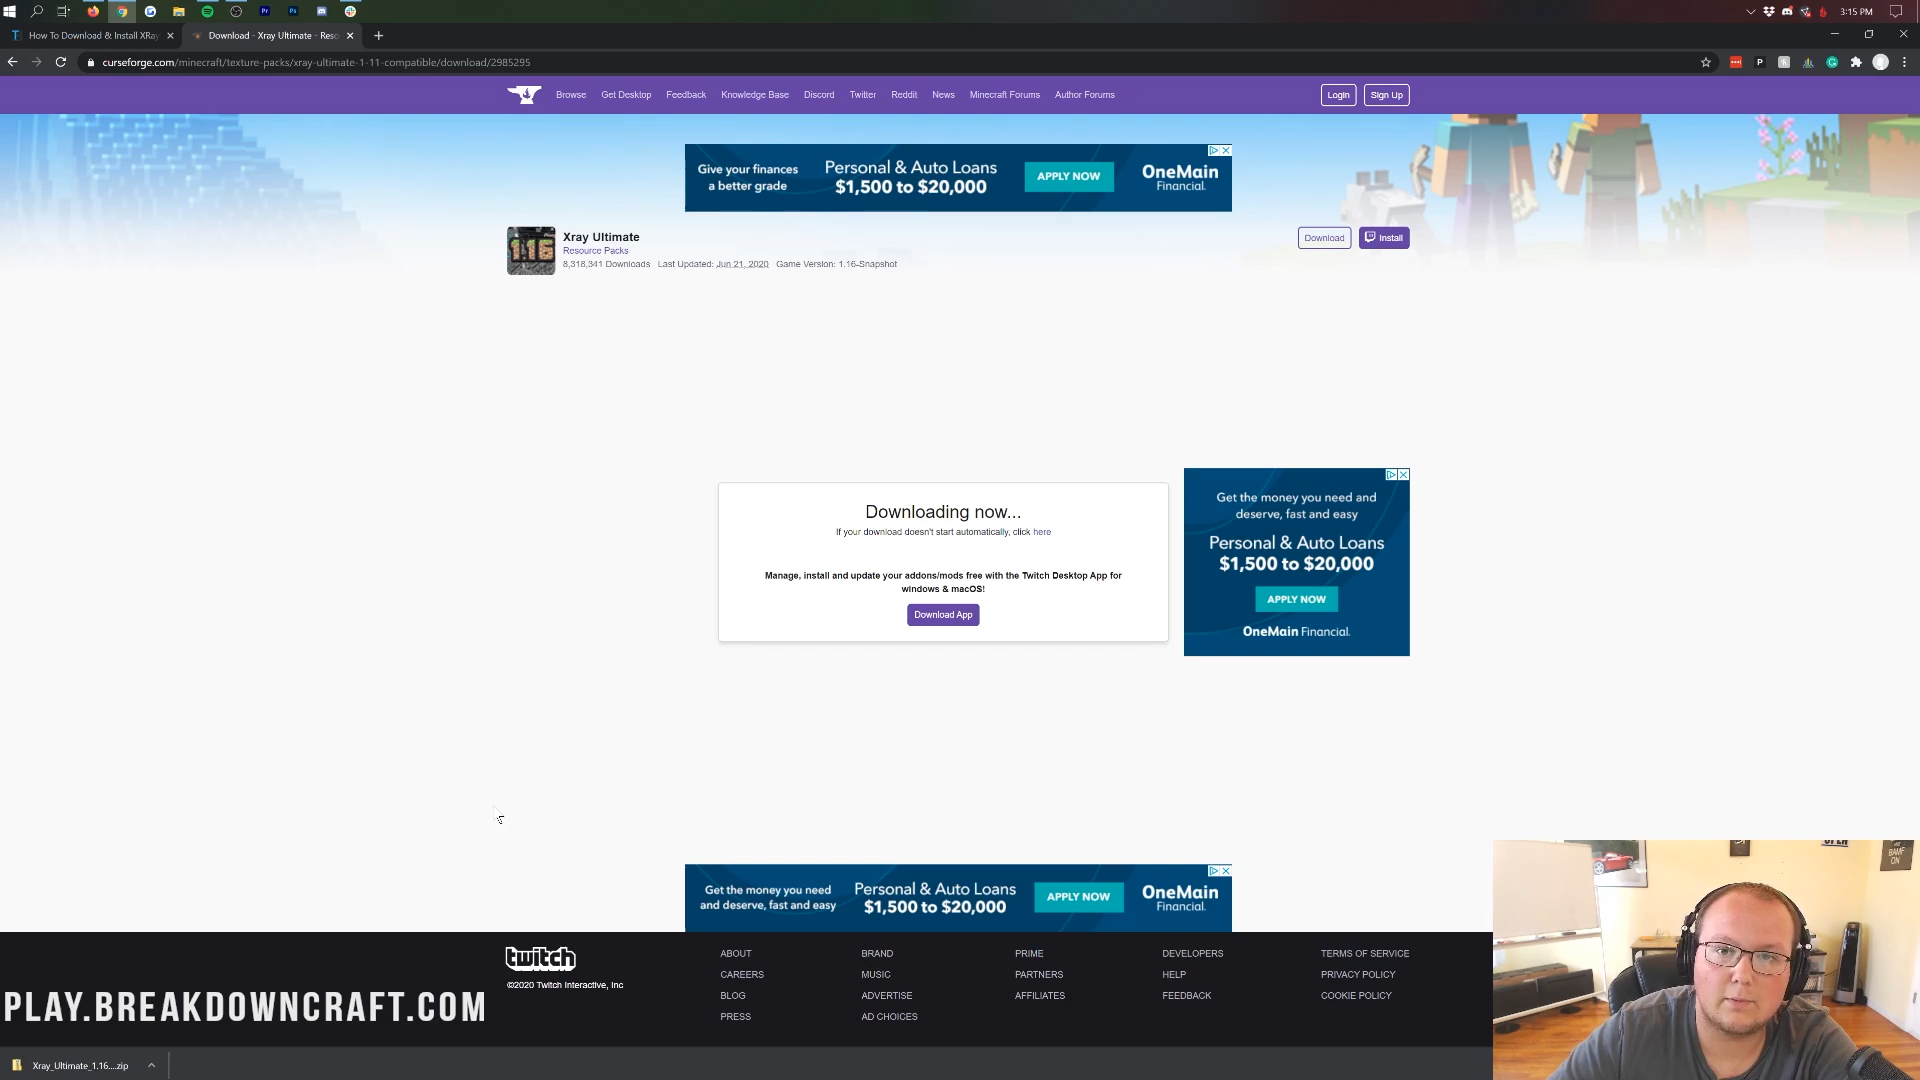 3:15 PM
How To Download & Install XRay
Download - Xray Ultimate - Reso
curseforge.com/minecraft/texture-packs/xray-ultimate-1-11-compatible/download/2985295
Browse Get Desktop Feedback Knowledge Base Discord Twitter Reddit News Minecraft Forums Author Forums Login Sign Up
Give your finances
a better grade
Personal & Auto Loans
$1,500 to $20,000
APPLY NOW
OneMain
Financial.
Xray Ultimate
Resource Packs
8,318,341 Downloads Last Updated: Jun 21, 2020 Game Version: 1.16-Snapshot
Download Install
Downloading now...
If your download doesn't start automatically, click here
Manage, install and update your addons/mods free with the Twitch Desktop App for
windows & macOS!
Download App
Get the money you need and
deserve, fast and easy
Personal & Auto Loans
$1,500 to $20,000
APPLY NOW
OneMain Financial.
Get the money you need
and deserve, fast and easy
Personal & Auto Loans
$1,500 to $20,000
APPLY NOW
OneMain
Financial.
twitch
©2020 Twitch Interactive, Inc
ABOUT
CAREERS
BLOG
PRESS
BRAND
MUSIC
ADVERTISE
AD CHOICES
PRIME
PARTNERS
AFFILIATES
DEVELOPERS
HELP
FEEDBACK
TERMS OF SERVICE
PRIVACY POLICY
COOKIE POLICY
PLAY.BREAKDOWNCRAFT.COM
Xray_Ultimate_1.16....zip